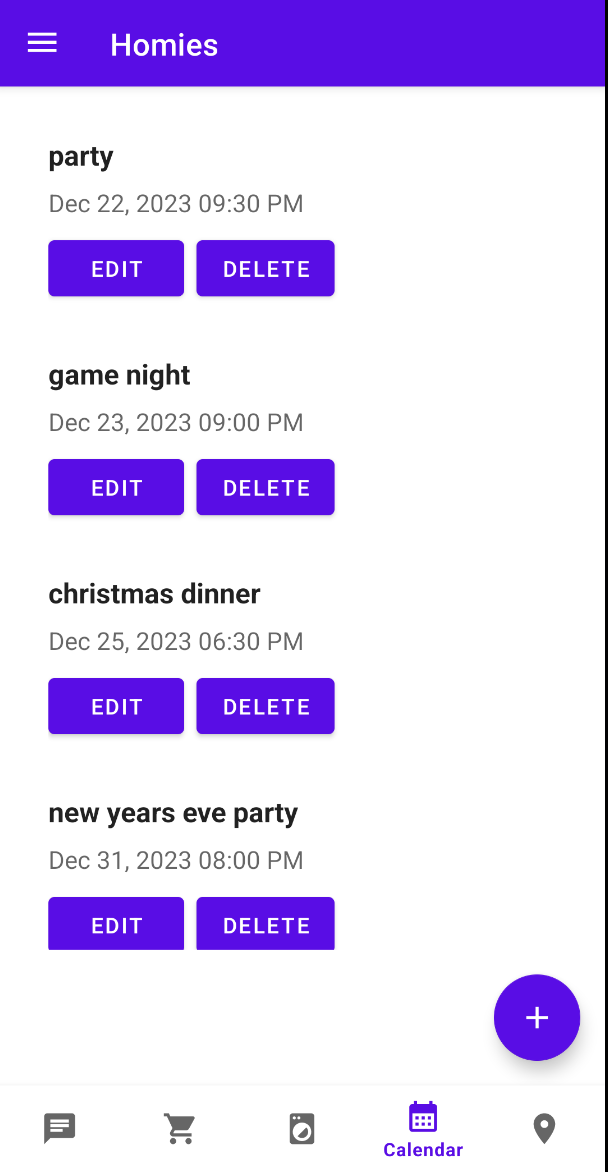 Homies
party
Dec 22, 2023 09:30 PM
EDIT DELETE
game night
Dec 23, 2023 09:00 PM
EDIT DELETE
christmas dinner
Dec 25, 2023 06:30 PM
EDIT DELETE
new years eve party
Dec 31, 2023 08:00 PM
EDIT DELETE
+
Calendar